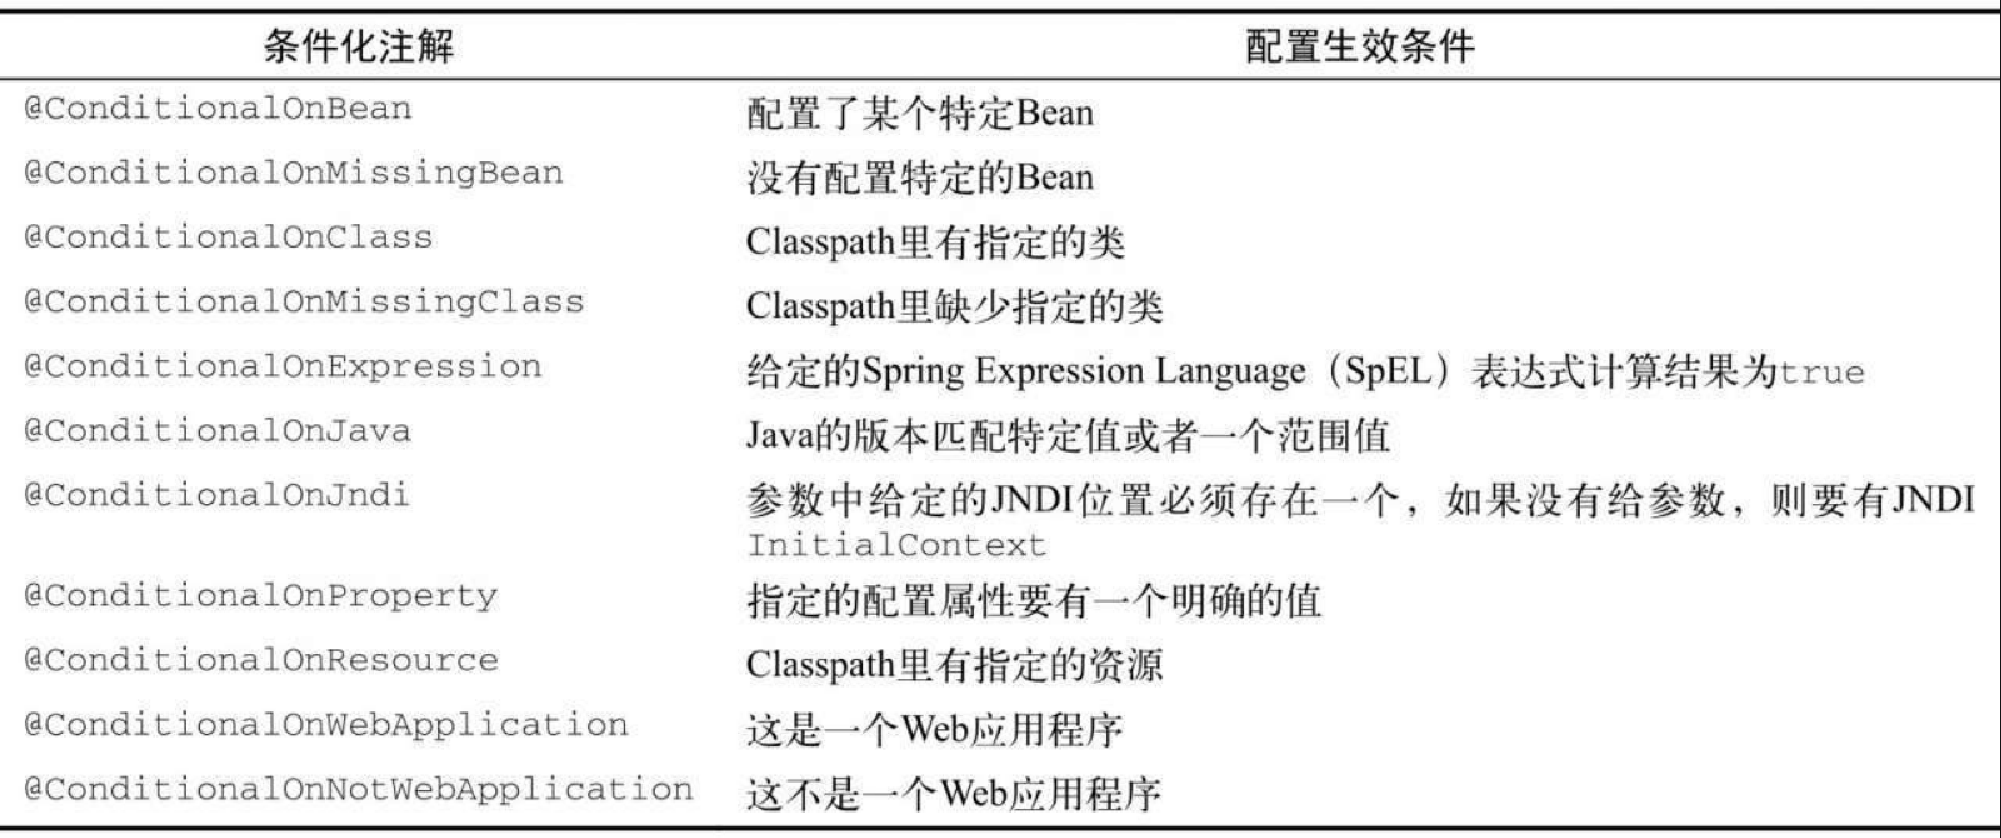 条件化注解 配置生效条件
@ConditionalOnBean 配置了某个特定Bean
@ConditionalOnMissingBean 没有配置特定的Bean
@ConditionalOnClass Classpath里有指定的类
@ConditionalOnMissingClass Classpath里缺少指定的类
@ConditionalOnExpression 给定的Spring Expression Language（SpEL）表达式计算结果为true
@ConditionalOnJava Java的版本匹配特定值或者一个范围值
@ConditionalOnJndi 参数中给定的JNDI位置必须存在一个，如果没有给参数，则要有JNDI
InitialContext
@ConditionalOnProperty 指定的配置属性要有一个明确的值
@ConditionalOnResource Classpath里有指定的资源
@ConditionalOnWebApplication 这是一个Web应用程序
@ConditionalOnNotWebApplication 这不是一个Web应用程序